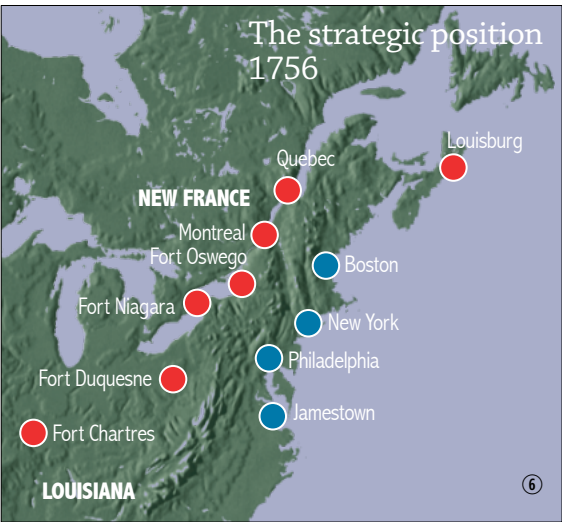 The strategic position
1756
Louisburg
Quebec
NEW FRANCE
Montreal
Fort Oswego
Boston
Fort Niagara
New York
Philadelphia
Fort Duquesne
Jamestown
Fort Chartres
LOUISIANA
6